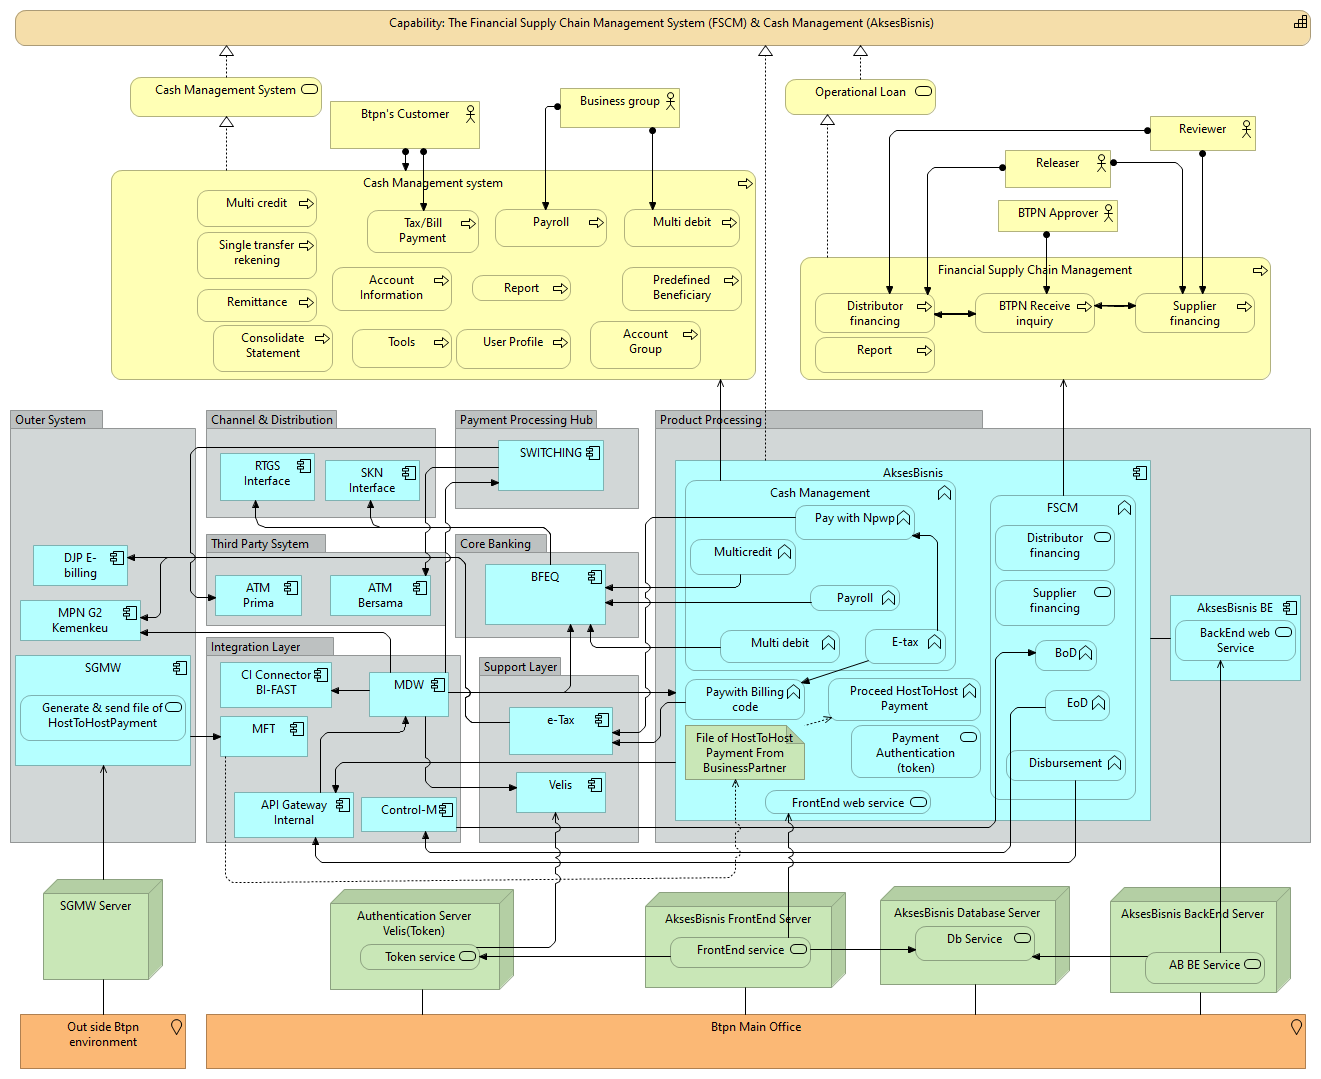 Capability: The Financial Supply Chain Management System (FSCM) & Cash Management (AksesBisnis)
Cash Management System
Operational Loan
Btpn's Customer
Business group
Reviewer
Releaser
BTPN Approver
Cash Management system
Multi credit
Tax/Bill
Payment
Payroll
Multi debit
Single transfer
rekening
Account
Information
Report
Predefined
Beneficiary
Remittance
Consolidate
Statement
Tools
User Profile
Account
Group
Financial Supply Chain Management
Distributor
financing
BTPN Receive
inquiry
Supplier
financing
Report
Outer System
Channel & Distribution
Payment Processing Hub
Product Processing
RTGS
Interface
SKN
Interface
SWITCHING
AksesBisnis
Cash Management
Pay with Npwp
Multicredit
Payroll
Multi debit
E-tax
FSCM
Distributor
financing
Supplier
financing
BoD
EoD
Disbursement
DJP E-
billing
MPN G2
Kemenkeu
Third Party Ssytem
ATM
Prima
ATM
Bersama
Core Banking
BFEQ
AksesBisnis BE
BackEnd web
Service
SGMW
Generate & send file of
HostToHostPayment
Integration Layer
CI Connector
BI-FAST
MDW
MFT
API Gateway
Internal
Control-M
Support Layer
e-Tax
Velis
Paywith Billing
code
Proceed HostToHost
Payment
File of HostToHost
Payment From
BusinessPartner
Payment
Authentication
(token)
FrontEnd web service
SGMW Server
Authentication Server
Velis(Token)
Token service
AksesBisnis FrontEnd Server
FrontEnd service
AksesBisnis Database Server
Db Service
AksesBisnis BackEnd Server
AB BE Service
Out side Btpn
environment
Btpn Main Office